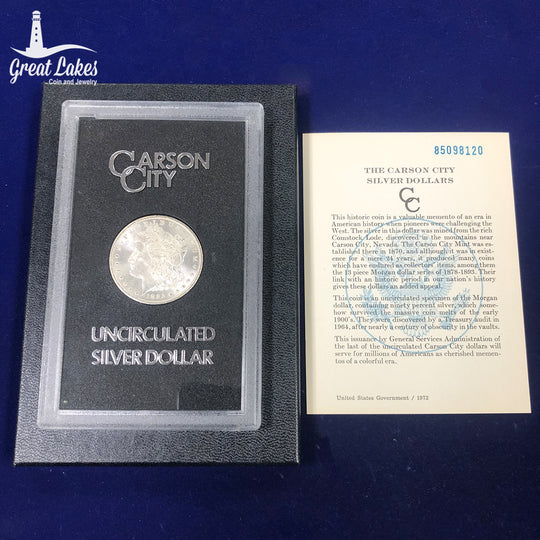 Great Lakes
Coin and Jewelry
CARSON
CITY
UNCIRCULATED
SILVER DOLLAR
85098120
THE CARSON CITY
SILVER DOLLARS
CC
This historic coin is a valuable memento of an era in
American history when pioneers were challenging the
West. The silver in this dollar was mined from the rich
Comstock Lode, discovered in the mountains near
Carson City, Nevada. The Carson City Mint was es-
tablished there in 1870, and although it was in exist-
ence for a mere 24 years, it produced many coins
which have endured as collectors' items, among them
the 13 piece Morgan dollar series of 1878-1893. Their
link with an historic period in our nation's history
gives these dollars an added appeal.
This coin is an uncirculated specimen of the Morgan
dollar, containing ninety percent silver, which some-
how survived the massive coin melts of the early
1900's. They were discovered by a Treasury audit in
1964, after nearly a century of obscurity in the vaults.
This issuance by General Services Administration of
the last of the uncirculated Carson City dollars will
serve for millions of Americans as cherished memen-
tos of a colorful era.
United States Government / 1972